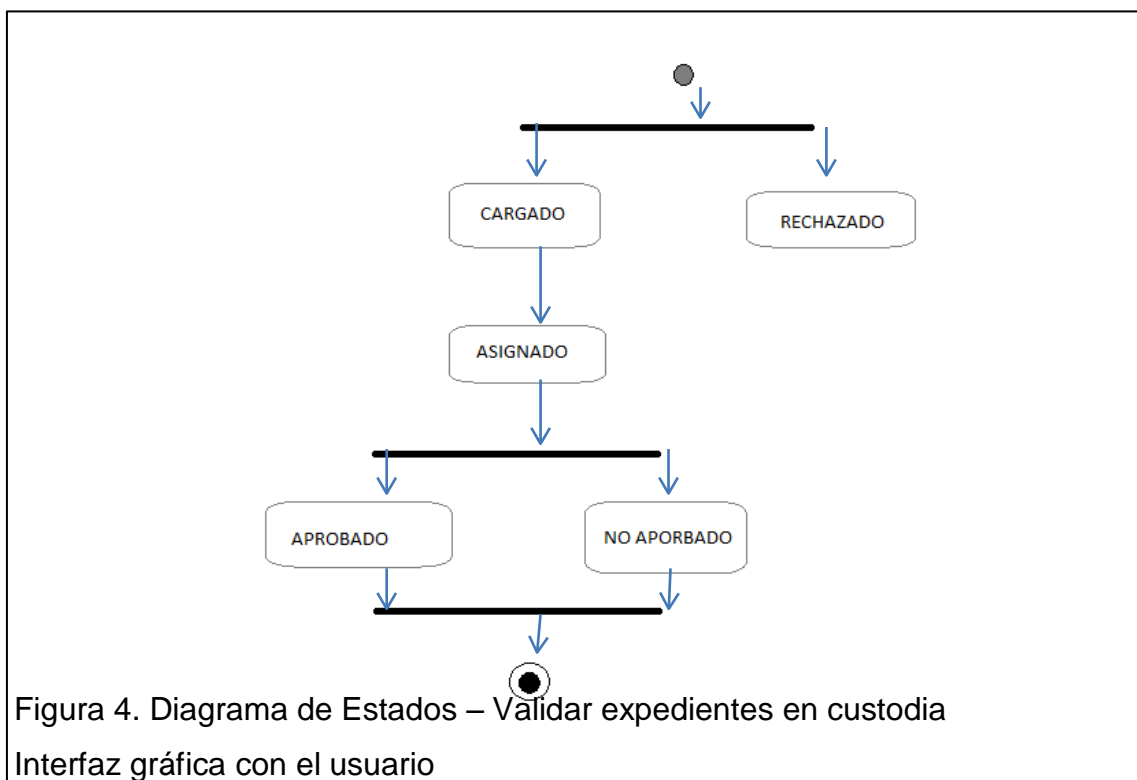 CARGADO
RECHAZADO
ASIGNADO
APROBADO
NO APORBADO
Figura 4. Diagrama de Estados – Validar expedientes en custodia
Interfaz gráfica con el usuario